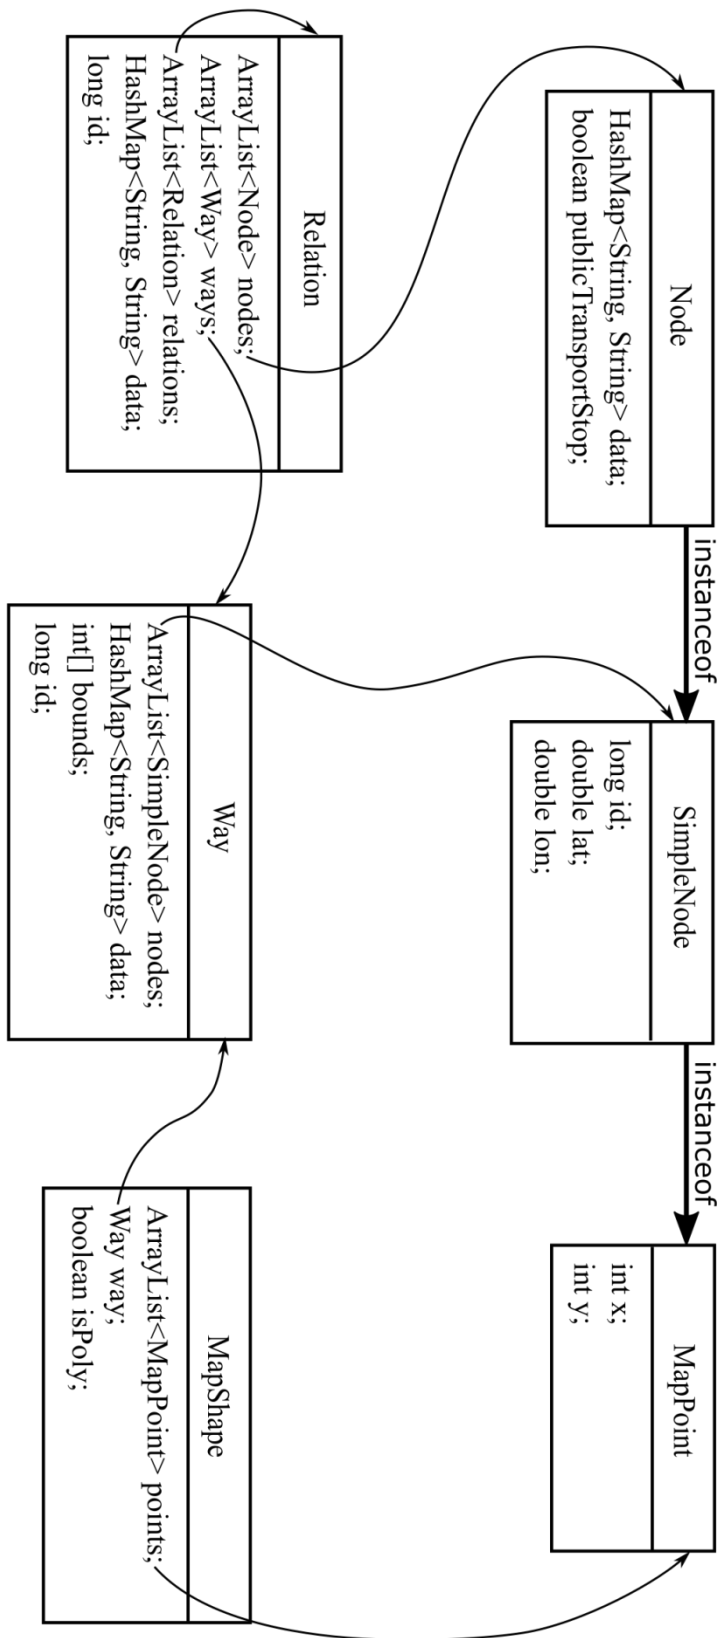 Node
HashMap<String, String> data;
boolean publicTransportStop;
instanceof
SimpleNode
long id;
double lat;
double lon;
instanceof
MapPoint
int x;
int y;
Relation
ArrayList<Node> nodes;
ArrayList<Way> ways;
ArrayList<Relation> relations;
HashMap<String, String> data;
long id;
Way
ArrayList<SimpleNode> nodes;
HashMap<String, String> data;
int[] bounds;
long id;
MapShape
ArrayList<MapPoint> points;
Way way;
boolean isPoly;